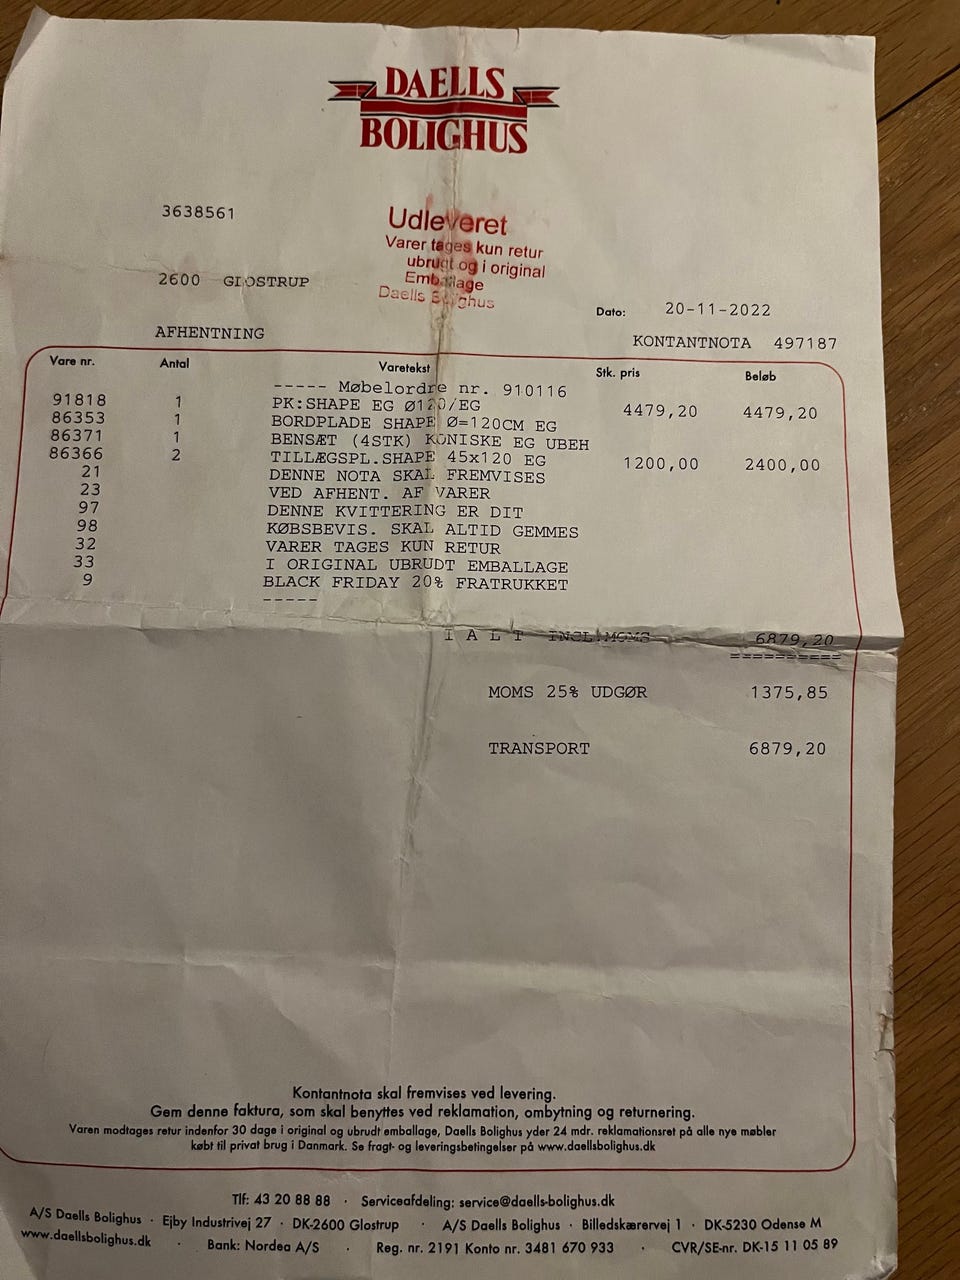 DAELLS
BOLIGHUS
3638561
Udleveret
Varer tages kun retur
ubrugt og i original
Emballage
Daells Bolighus
2600 GLOSTRUP
Dato: 20-11-2022
AFHENTNING
KONTANTNOTA 497187
Vare nr. Antal Varetekst Stk. pris Beløb
----- Møbelordre nr. 910116
91818 1 PK:SHAPE EG Ø120/EG 4479,20 4479,20
86353 1 BORDPLADE SHAPE Ø=120CM EG
86371 1 BENSÆT (4STK) KONISKE EG UBEH
86366 2 TILLÆGSPL.SHAPE 45x120 EG 1200,00 2400,00
21 DENNE NOTA SKAL FREMVISES
23 VED AFHENT. AF VARER
97 DENNE KVITTERING ER DIT
98 KØBSBEVIS. SKAL ALTID GEMMES
32 VARER TAGES KUN RETUR
33 I ORIGINAL UBRUDT EMBALLAGE
9 BLACK FRIDAY 20% FRATRUKKET
-----
I A L T INCL.MOMS 6879,20
==========
MOMS 25% UDGØR 1375,85
TRANSPORT 6879,20
Kontantnota skal fremvises ved levering.
Gem denne faktura, som skal benyttes ved reklamation, ombytning og returnering.
Varen modtages retur indenfor 30 dage i original og ubrudt emballage, Daells Bolighus yder 24 mdr. reklamationsret på alle nye møbler
købt til privat brug i Danmark. Se fragt- og leveringsbetingelser på www.daellsbolighus.dk
Tlf: 43 20 88 88 · Serviceafdeling: service@daells-bolighus.dk
A/S Daells Bolighus · Ejby Industrivej 27 · DK-2600 Glostrup · A/S Daells Bolighus · Billedskærervej 1 · DK-5230 Odense M
www.daellsbolighus.dk · Bank: Nordea A/S · Reg. nr. 2191 Konto nr. 3481 670 933 · CVR/SE-nr. DK-15 11 05 89